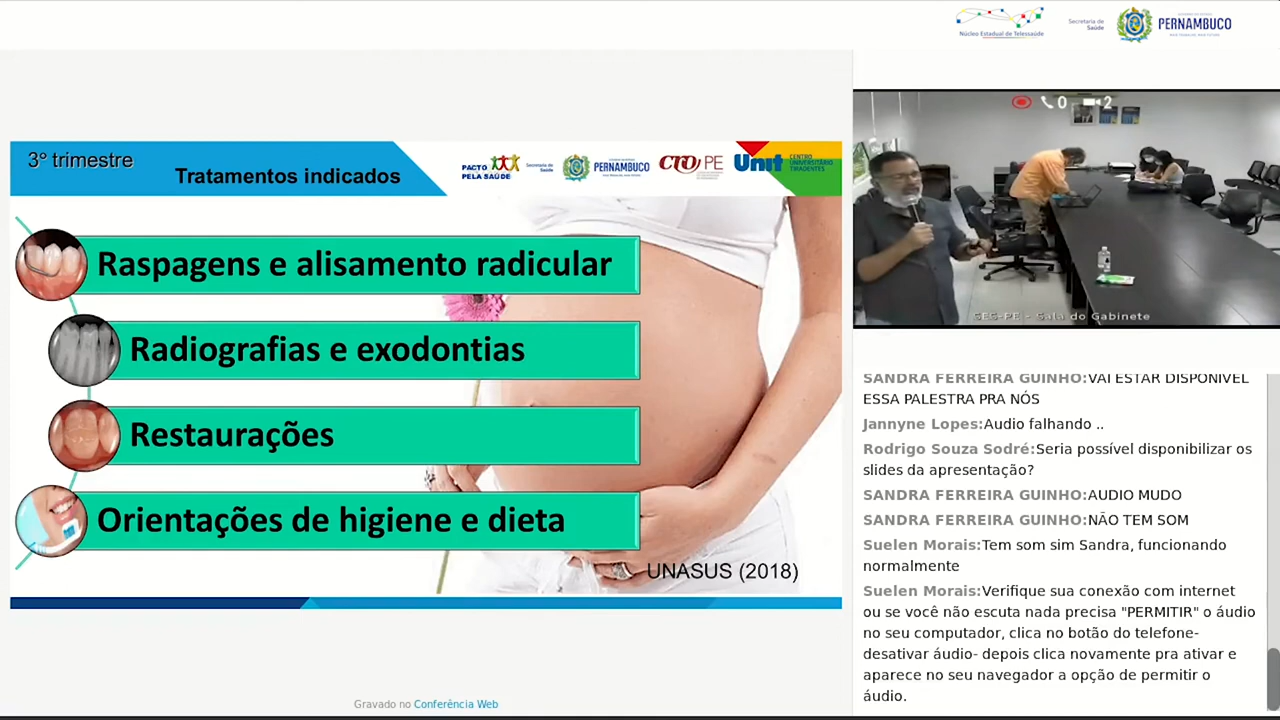 Núcleo Estadual de Telessaúde
Secretaria de
Saúde
PERNAMBUCO
3º trimestre
Tratamentos indicados
PACTO
PELA SAÚDE
Secretaria de
Saúde
PERNAMBUCO
CRO PE
Unit
CENTRO
UNIVERSITÁRIO
TIRADENTES
Raspagens e alisamento radicular
Radiografias e exodontias
Restaurações
Orientações de higiene e dieta
UNASUS (2018)
Gravado no Conferência Web
0 2
SES-PE - Sala do Gabinete
SANDRA FERREIRA GUINHO:VAI ESTAR DISPONIVEL
ESSA PALESTRA PRA NÓS
Jannyne Lopes:Audio falhando ..
Rodrigo Souza Sodré:Seria possível disponibilizar os
slides da apresentação?
SANDRA FERREIRA GUINHO:AUDIO MUDO
SANDRA FERREIRA GUINHO:NÃO TEM SOM
Suelen Morais:Tem som sim Sandra, funcionando
normalmente
Suelen Morais:Verifique sua conexão com internet
ou se você não escuta nada precisa "PERMITIR" o áudio
no seu computador, clica no botão do telefone-
desativar áudio- depois clica novamente pra ativar e
aparece no seu navegador a opção de permitir o
áudio.